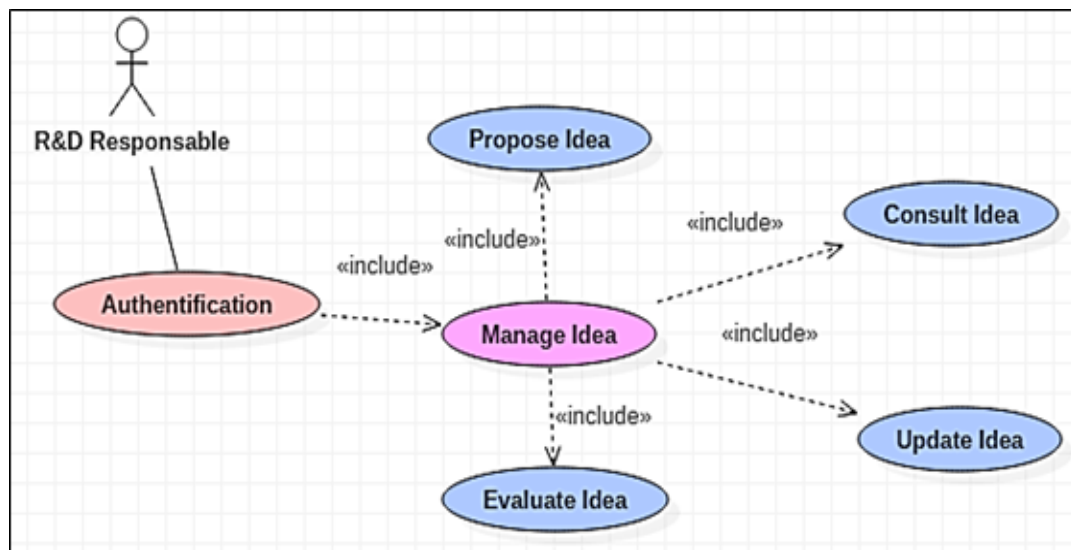 R&D Responsable
Propose Idea
Consult Idea
«include»
«include»
«include»
Authentification
Manage Idea
«include»
«include»
Update Idea
Evaluate Idea